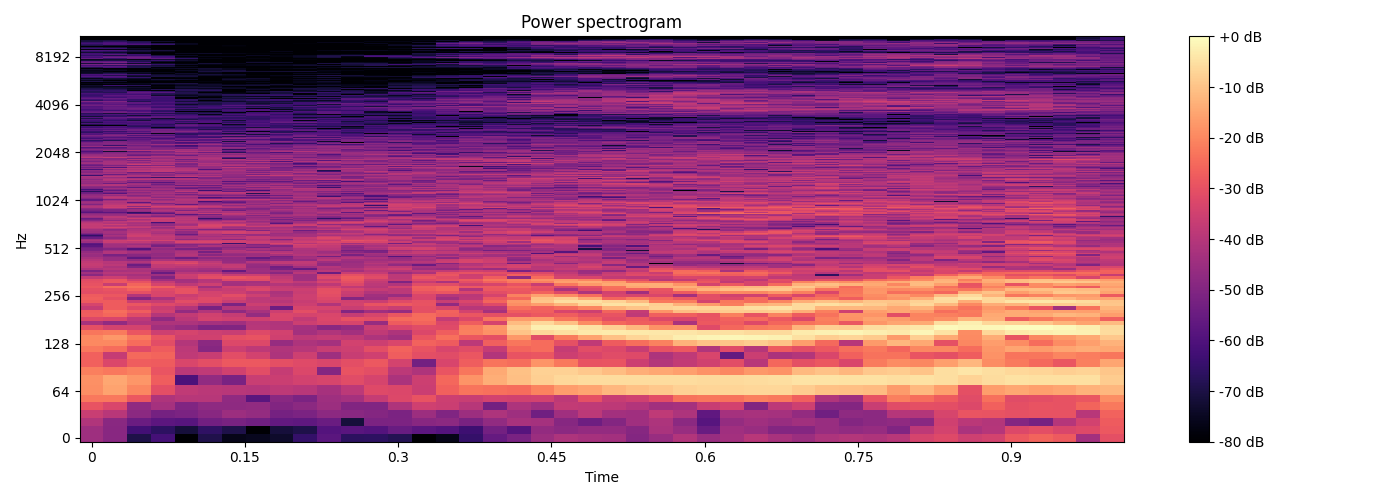 Power spectrogram
Hz
8192
4096
2048
1024
512
256
128
64
0
0 0.15 0.3 0.45 0.6 0.75 0.9
Time
+0 dB
-10 dB
-20 dB
-30 dB
-40 dB
-50 dB
-60 dB
-70 dB
-80 dB